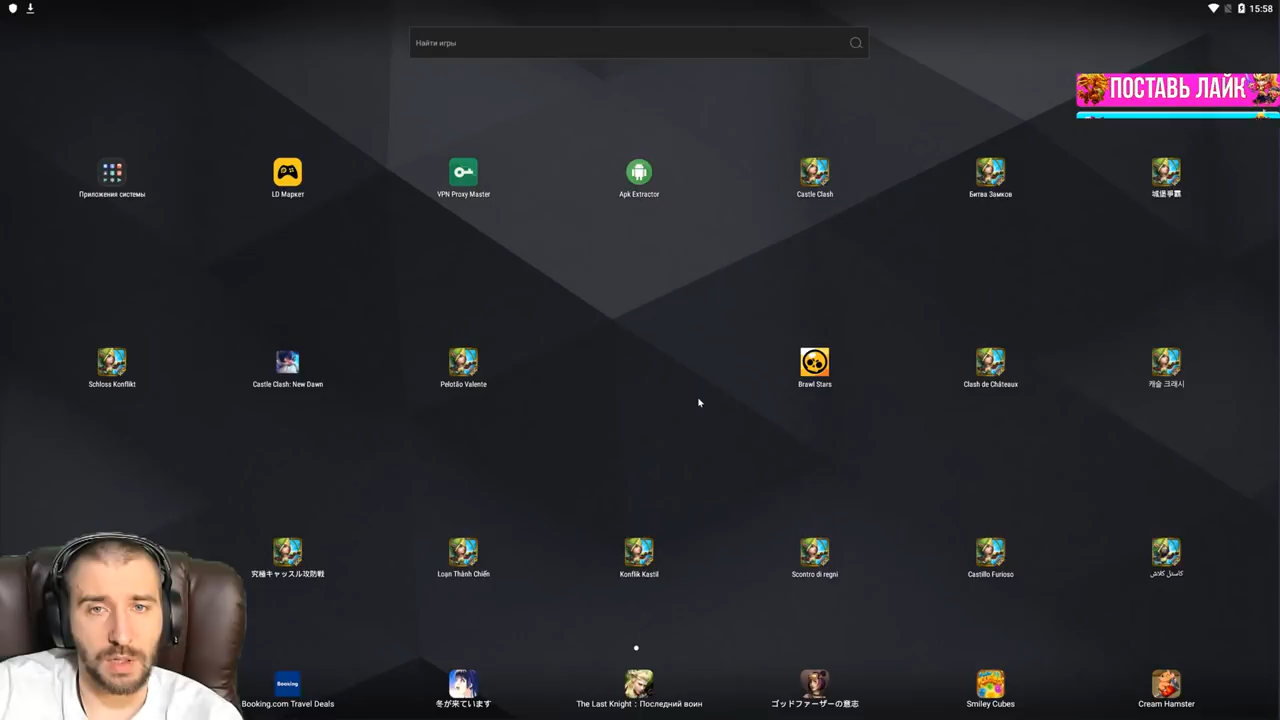 15:58
Найти игры
ПОСТАВЬ ЛАЙК
Приложения системы
LD Маркет
VPN Proxy Master
Apk Extractor
Castle Clash
Битва Замков
城堡爭霸
Schloss Konflikt
Castle Clash: New Dawn
Pelotão Valente
Brawl Stars
Clash de Châteaux
캐슬 크래시
究極キャッスル攻防戦
Loạn Thành Chiến
Konflik Kastil
Scontro di regni
Castillo Furioso
كاستل كلاش
Booking
Booking.com Travel Deals
冬が来ています
The Last Knight : Последний воин
ゴッドファーザーの意志
Smiley Cubes
Cream Hamster